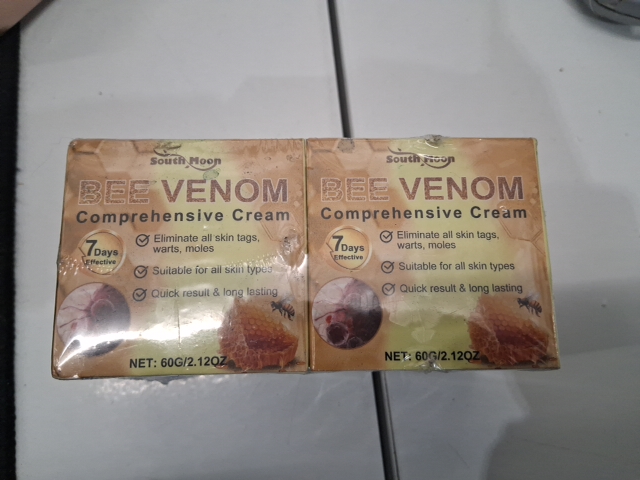 South Moon
BEE VENOM
Comprehensive Cream
7Days
Effective
Eliminate all skin tags,
warts, moles
Suitable for all skin types
Quick result & long lasting
NET: 60G/2.12OZ
South Moon
BEE VENOM
Comprehensive Cream
7Days
Effective
Eliminate all skin tags,
warts, moles
Suitable for all skin types
Quick result & long lasting
NET: 60G/2.12OZ